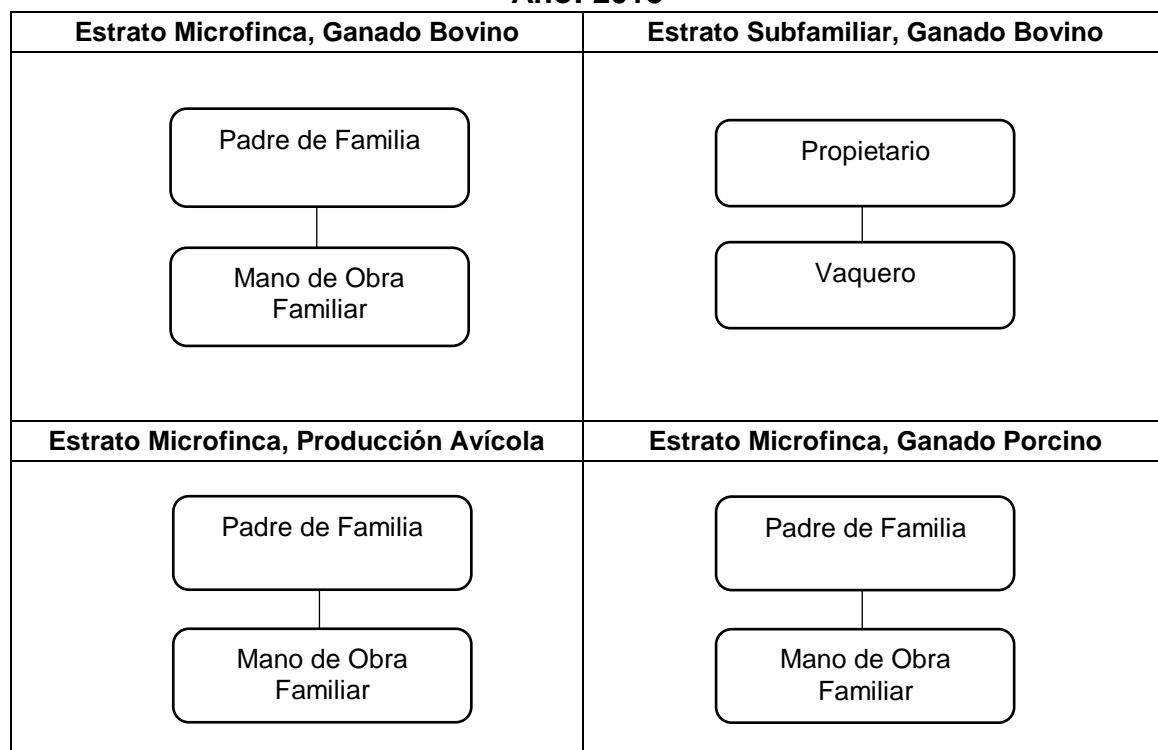 Estrato Microfinca, Ganado Bovino
Estrato Subfamiliar, Ganado Bovino
Padre de Familia
Mano de Obra
Familiar
Propietario
Vaquero
Estrato Microfinca, Producción Avícola
Estrato Microfinca, Ganado Porcino
Padre de Familia
Mano de Obra
Familiar
Padre de Familia
Mano de Obra
Familiar